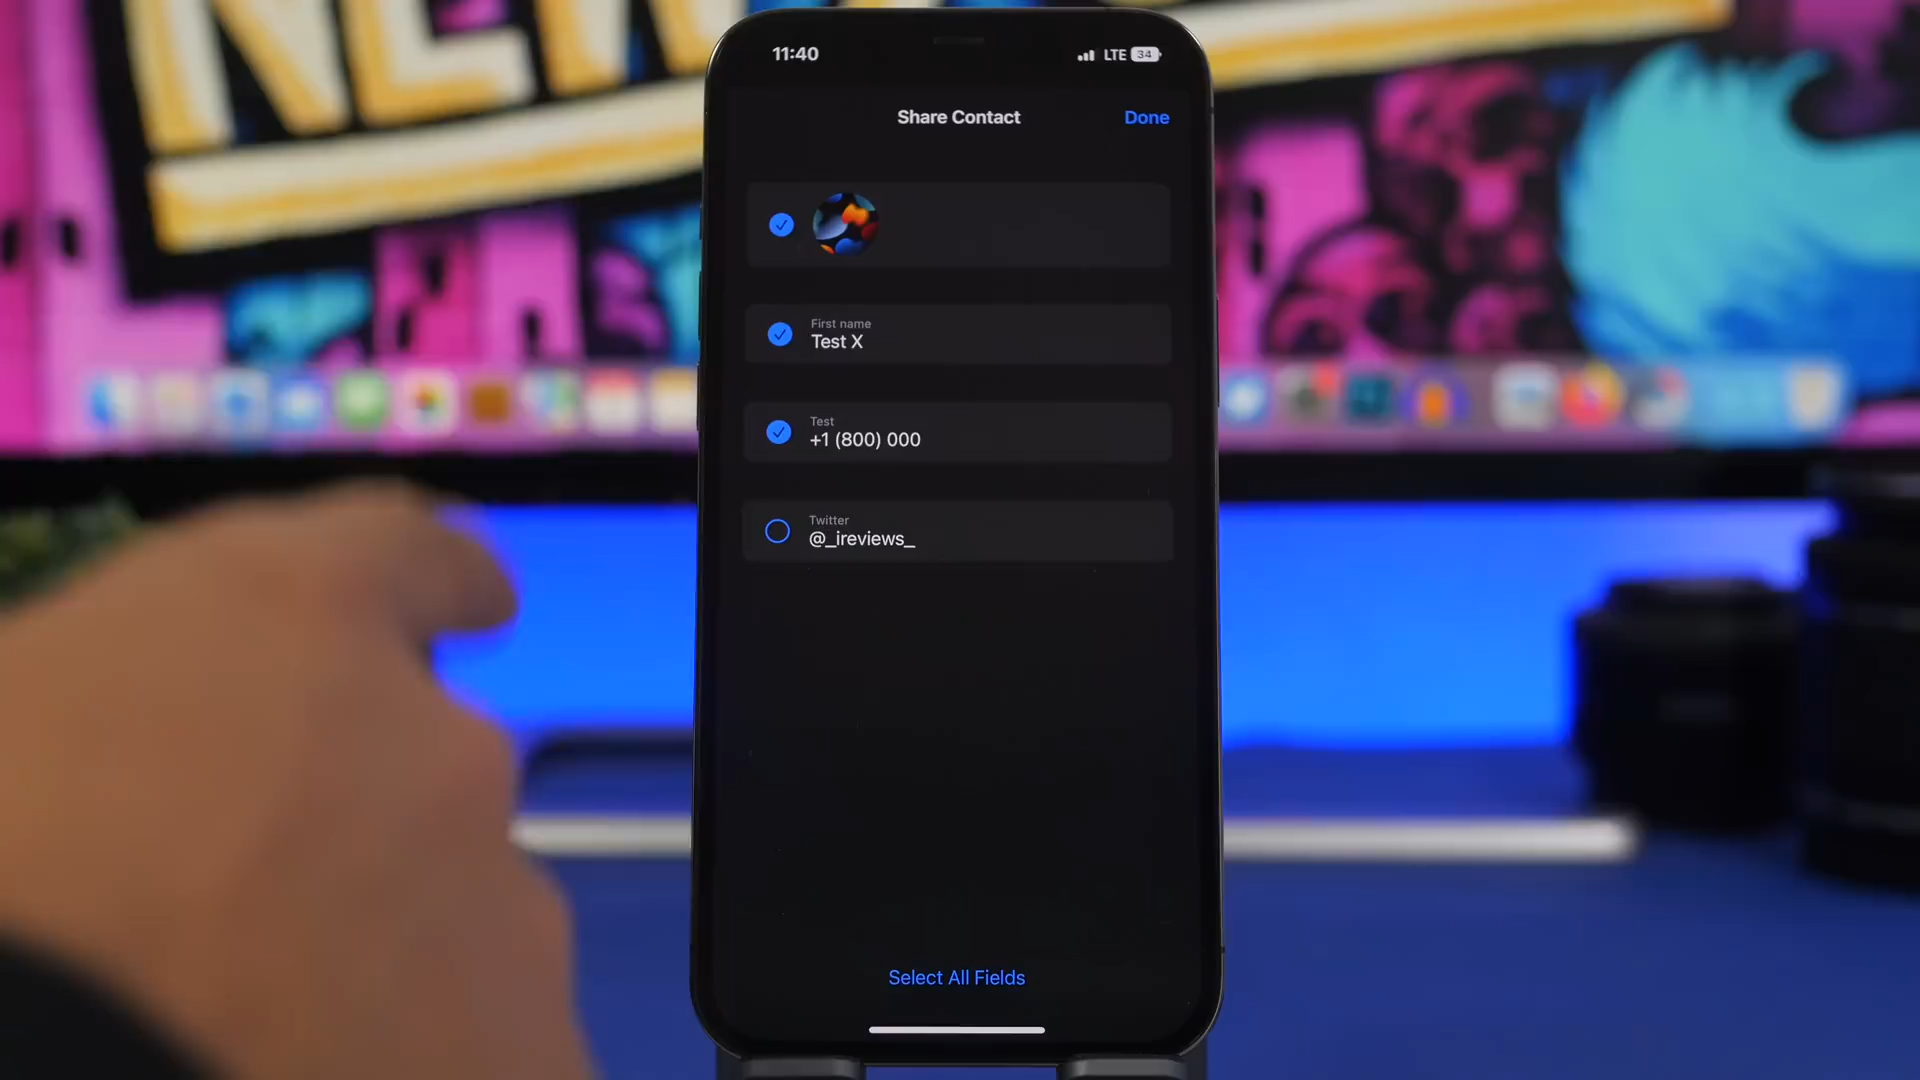 NEW
11:40
LTE 34
Share Contact
Done
First name
Test X
Test
+1 (800) 000
Twitter
@_ireviews_
Select All Fields